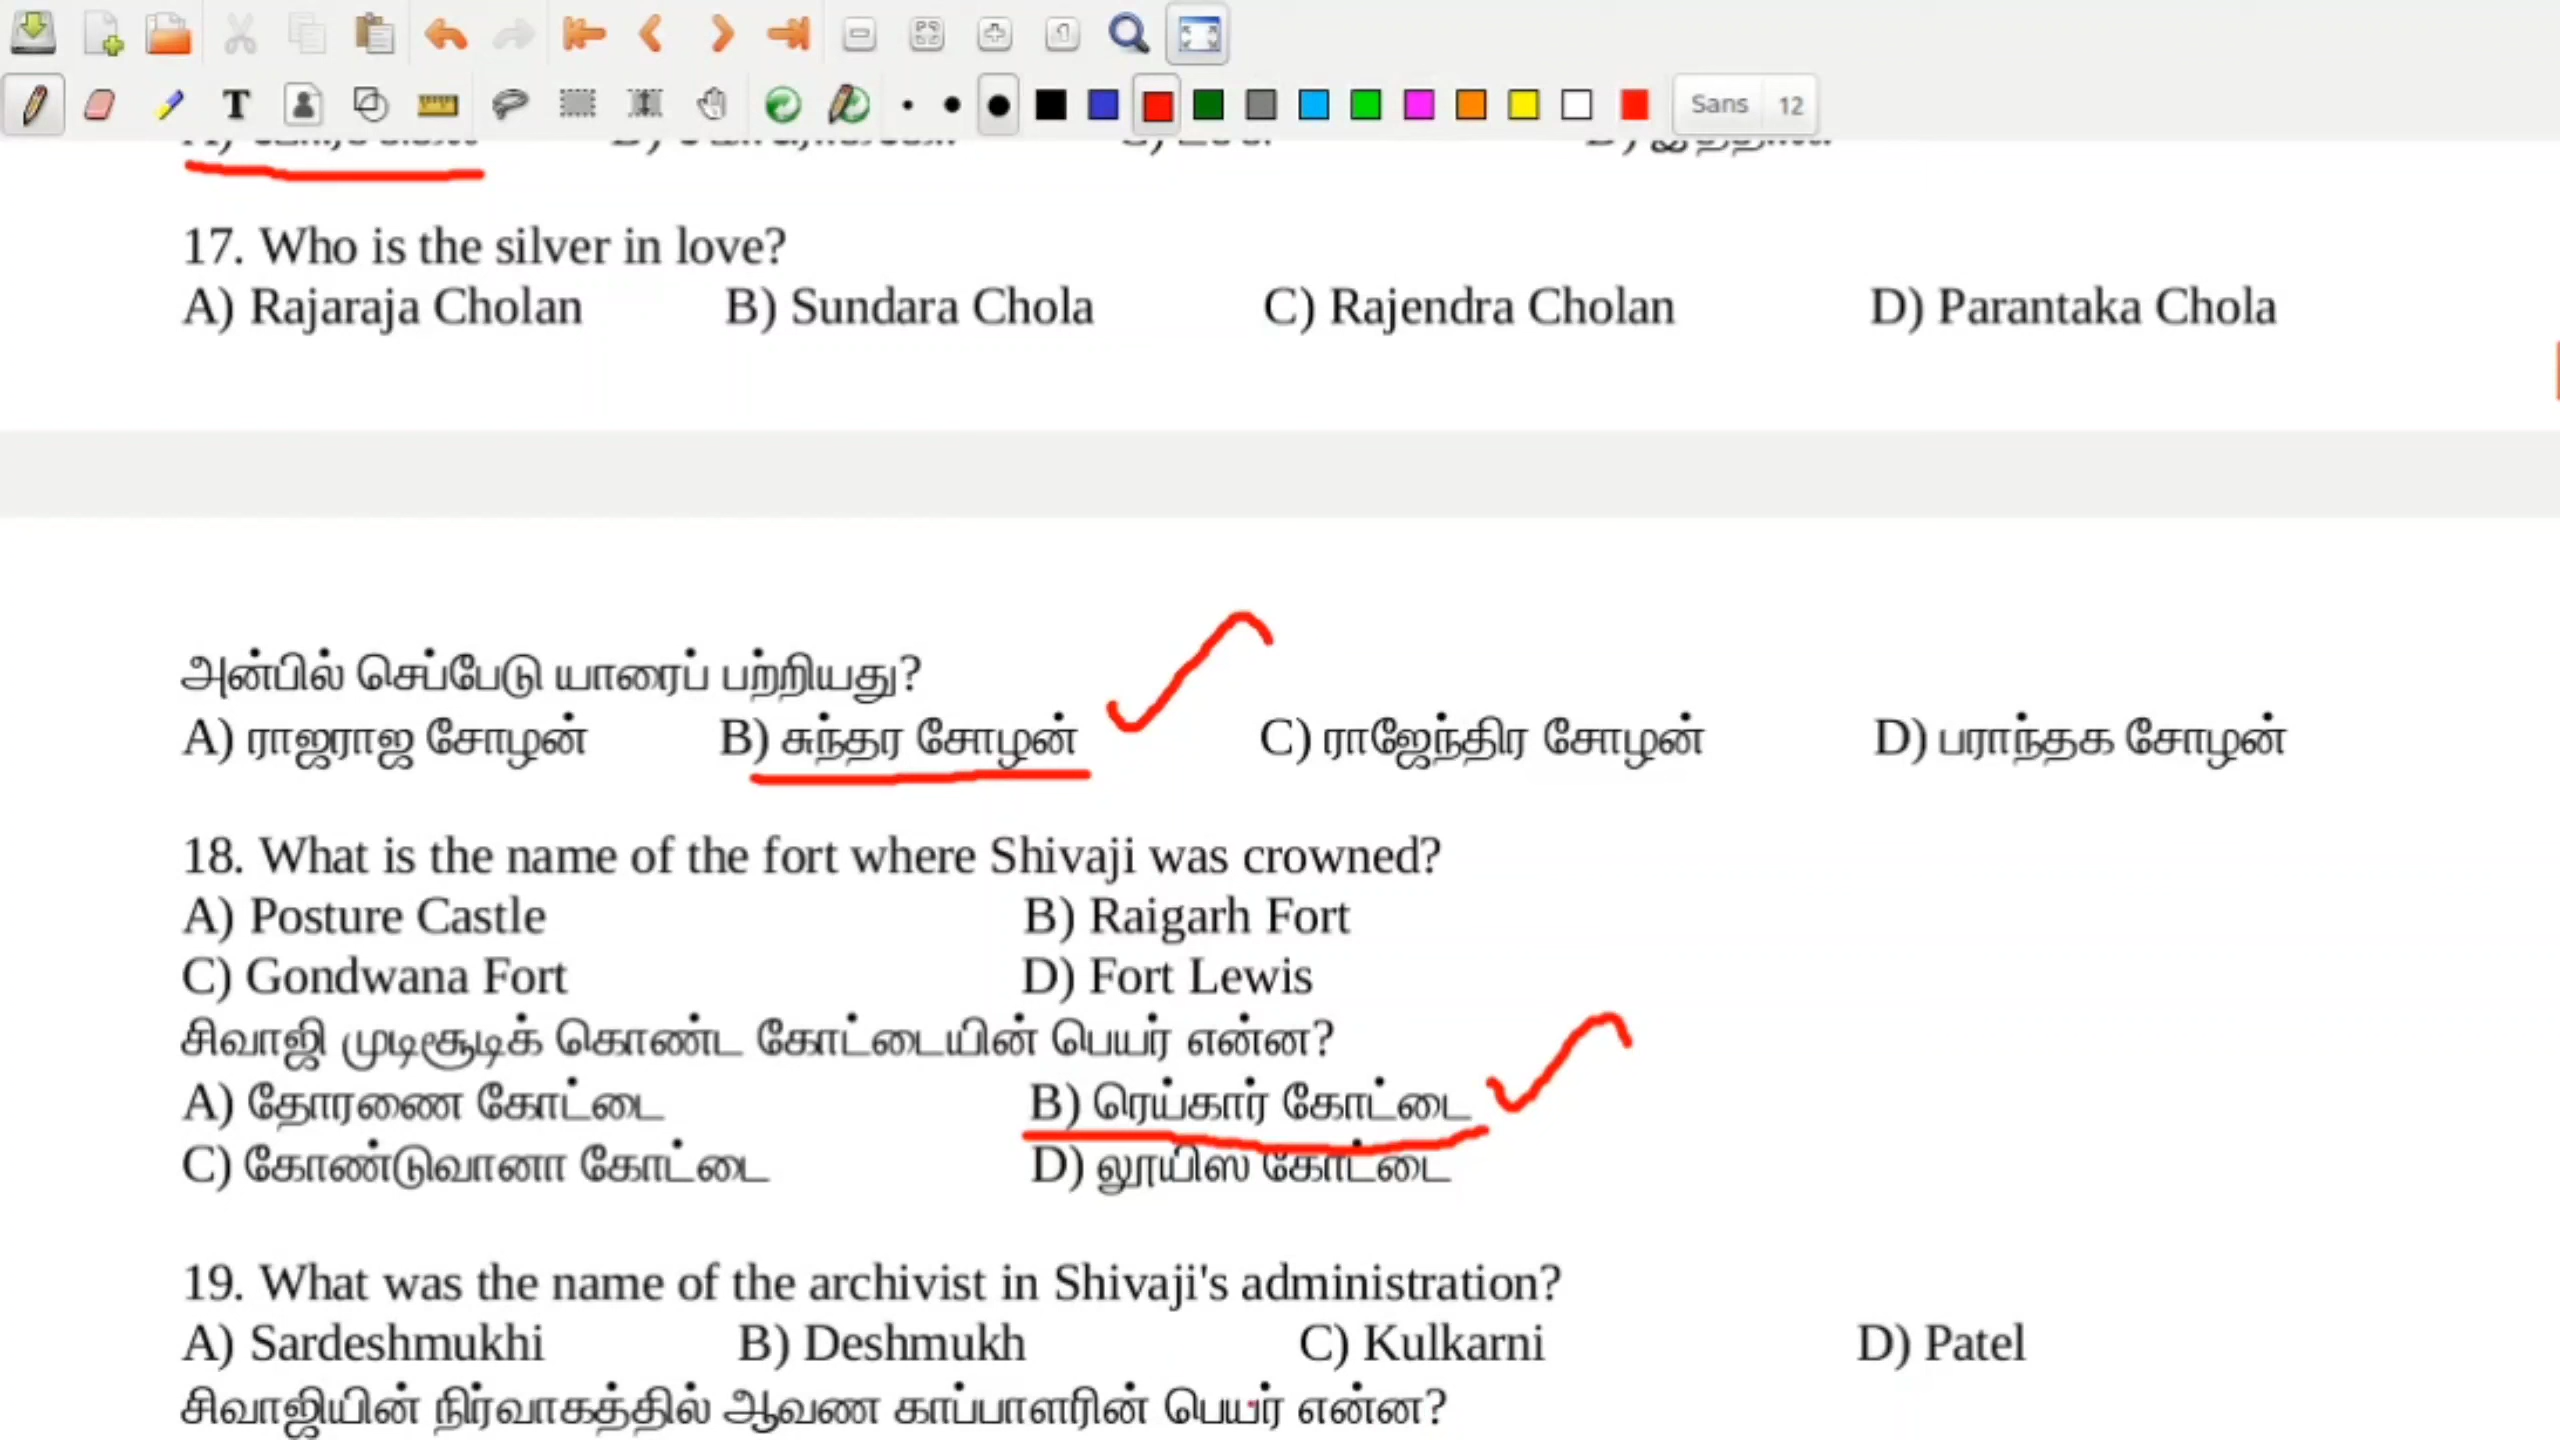 Sans 12
17. Who is the silver in love?
A) Rajaraja Cholan B) Sundara Chola C) Rajendra Cholan D) Parantaka Chola
அன்பில் செப்பேடு யாரைப் பற்றியது?
A) ராஜராஜ சோழன் B) சுந்தர சோழன் C) ராஜேந்திர சோழன் D) பராந்தக சோழன்
18. What is the name of the fort where Shivaji was crowned?
A) Posture Castle B) Raigarh Fort
C) Gondwana Fort D) Fort Lewis
சிவாஜி முடிசூடிக் கொண்ட கோட்டையின் பெயர் என்ன?
A) தோரணை கோட்டை B) ரெய்கார் கோட்டை
C) கோண்டுவானா கோட்டை D) லூயிஸ் கோட்டை
19. What was the name of the archivist in Shivaji's administration?
A) Sardeshmukhi B) Deshmukh C) Kulkarni D) Patel
சிவாஜியின் நிர்வாகத்தில் ஆவண காப்பாளரின் பெயர் என்ன?